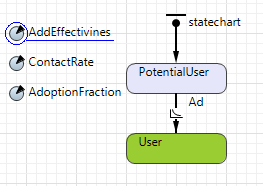 AddEffectivines
ContactRate
AdoptionFraction
statechart
PotentialUser
Ad
User